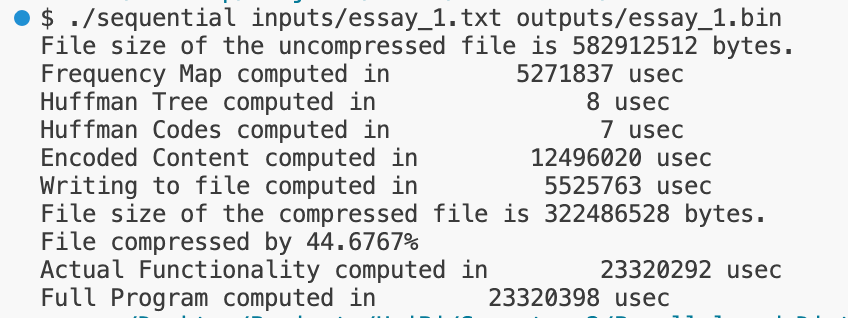 $ ./sequential inputs/essay_1.txt outputs/essay_1.bin
File size of the uncompressed file is 582912512 bytes.
Frequency Map computed in         5271837 usec
Huffman Tree computed in               8 usec
Huffman Codes computed in               7 usec
Encoded Content computed in        12496020 usec
Writing to file computed in         5525763 usec
File size of the compressed file is 322486528 bytes.
File compressed by 44.6767%
Actual Functionality computed in        23320292 usec
Full Program computed in        23320398 usec